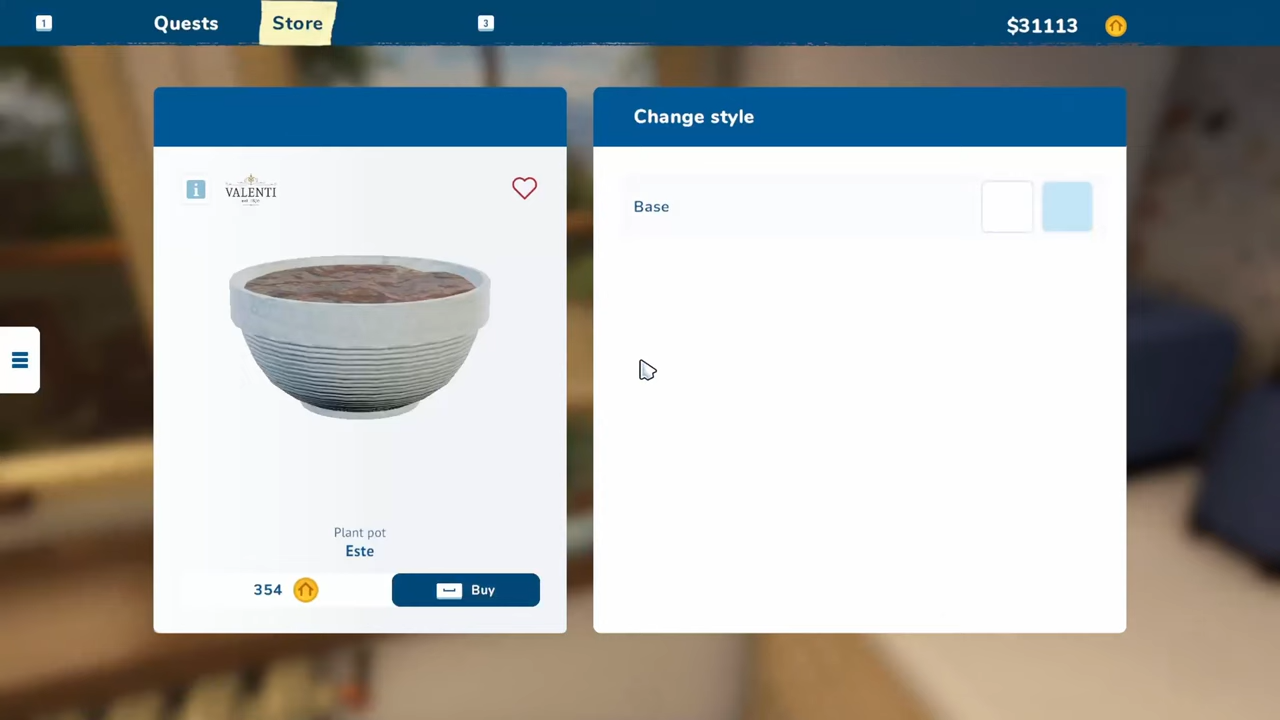 1
Quests
Store
3
$31113
Change style
i
VALENTI
Base
Plant pot
Este
354
Buy